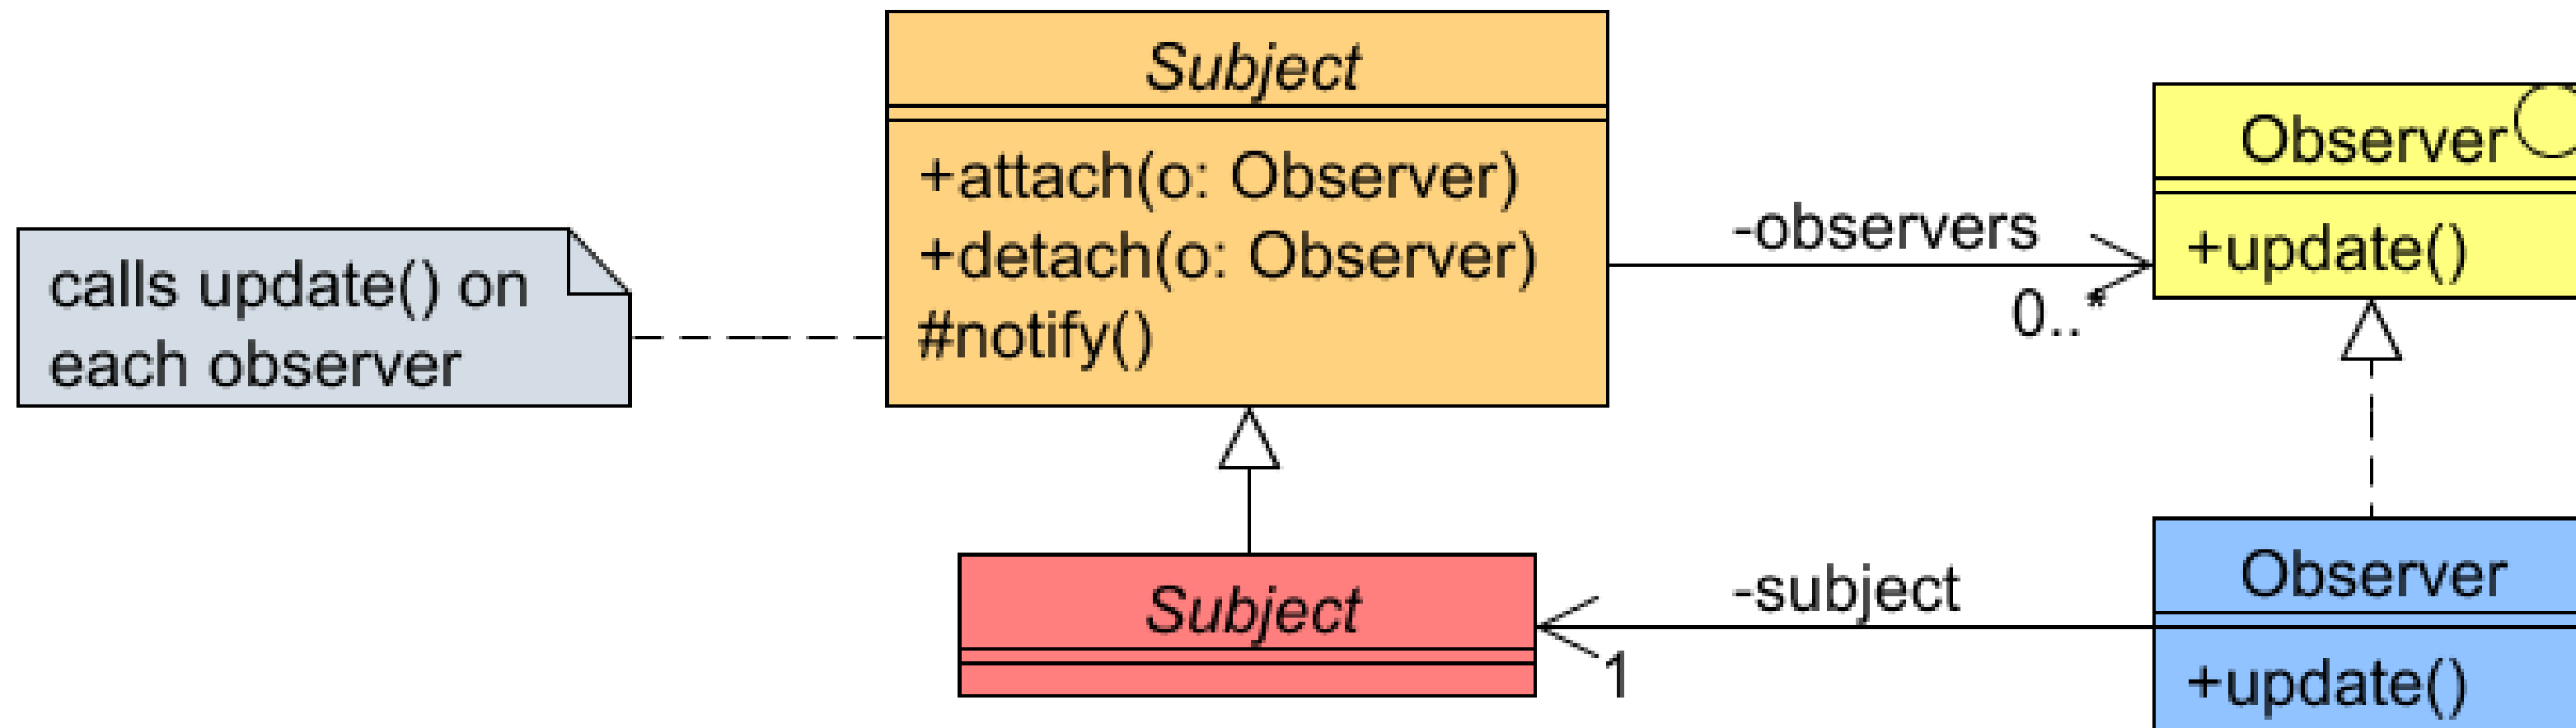 Subject
+attach(o: Observer)
+detach(o: Observer)
#notify()
calls update() on
each observer
-observers
0..*
Observer
+update()
Subject
-subject
1
Observer
+update()